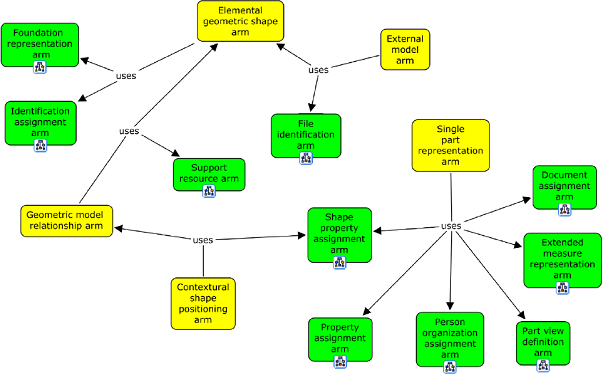 Elemental
geometric shape
arm
Foundation
representation
arm
External
model
arm
uses
uses
Identification
assignment
arm
File
identification
arm
uses
Single
part
representation
arm
Support
resource arm
Document
assignment
arm
Geometric model
relationship arm
Shape
property
assignment
arm
uses
uses
Extended
measure
representation
arm
Contextural
shape
positioning
arm
Property
assignment
arm
Person
organization
assignment
arm
Part view
definition
arm